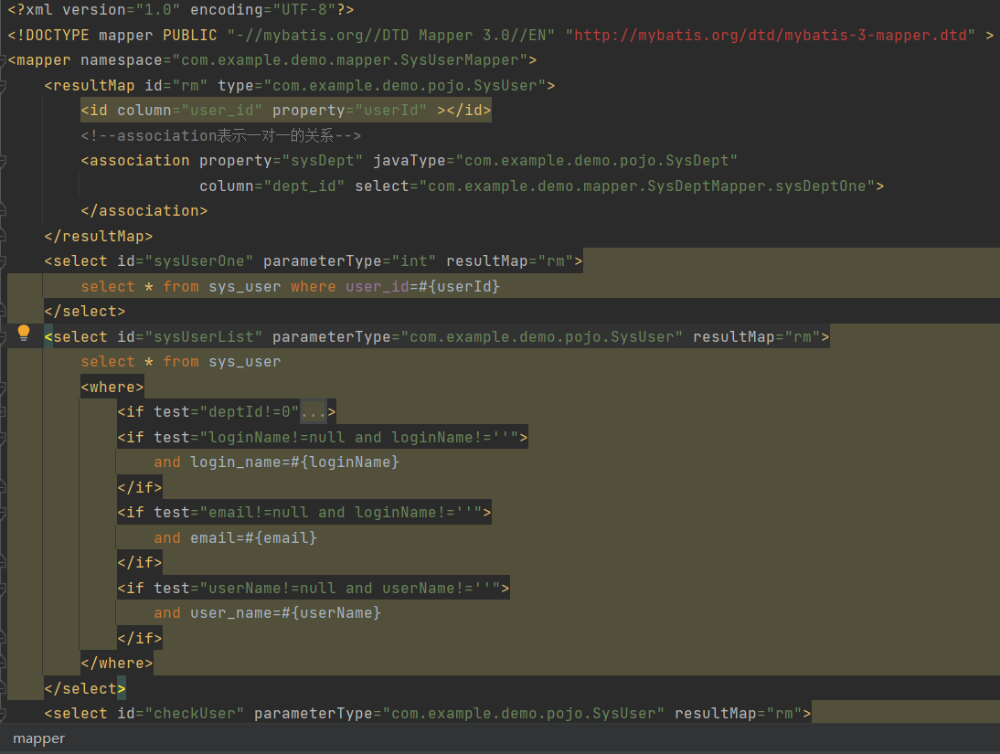 <?xml version="1.0" encoding="UTF-8"?>
<!DOCTYPE mapper PUBLIC "-//mybatis.org//DTD Mapper 3.0//EN" "http://mybatis.org/dtd/mybatis-3-mapper.dtd" >
<mapper namespace="com.example.demo.mapper.SysUserMapper">
    <resultMap id="rm" type="com.example.demo.pojo.SysUser">
        <id column="user_id" property="userId" ></id>
        <!--association表示一对一的关系-->
        <association property="sysDept" javaType="com.example.demo.pojo.SysDept"
                     column="dept_id" select="com.example.demo.mapper.SysDeptMapper.sysDeptOne">
        </association>
    </resultMap>
    <select id="sysUserOne" parameterType="int" resultMap="rm">
        select * from sys_user where user_id=#{userId}
    </select>
    <select id="sysUserList" parameterType="com.example.demo.pojo.SysUser" resultMap="rm">
        select * from sys_user
        <where>
            <if test="deptId!=0"...>
            <if test="loginName!=null and loginName!=''">
                and login_name=#{loginName}
            </if>
            <if test="email!=null and loginName!=''">
                and email=#{email}
            </if>
            <if test="userName!=null and userName!=''">
                and user_name=#{userName}
            </if>
        </where>
    </select>
    <select id="checkUser" parameterType="com.example.demo.pojo.SysUser" resultMap="rm">
mapper